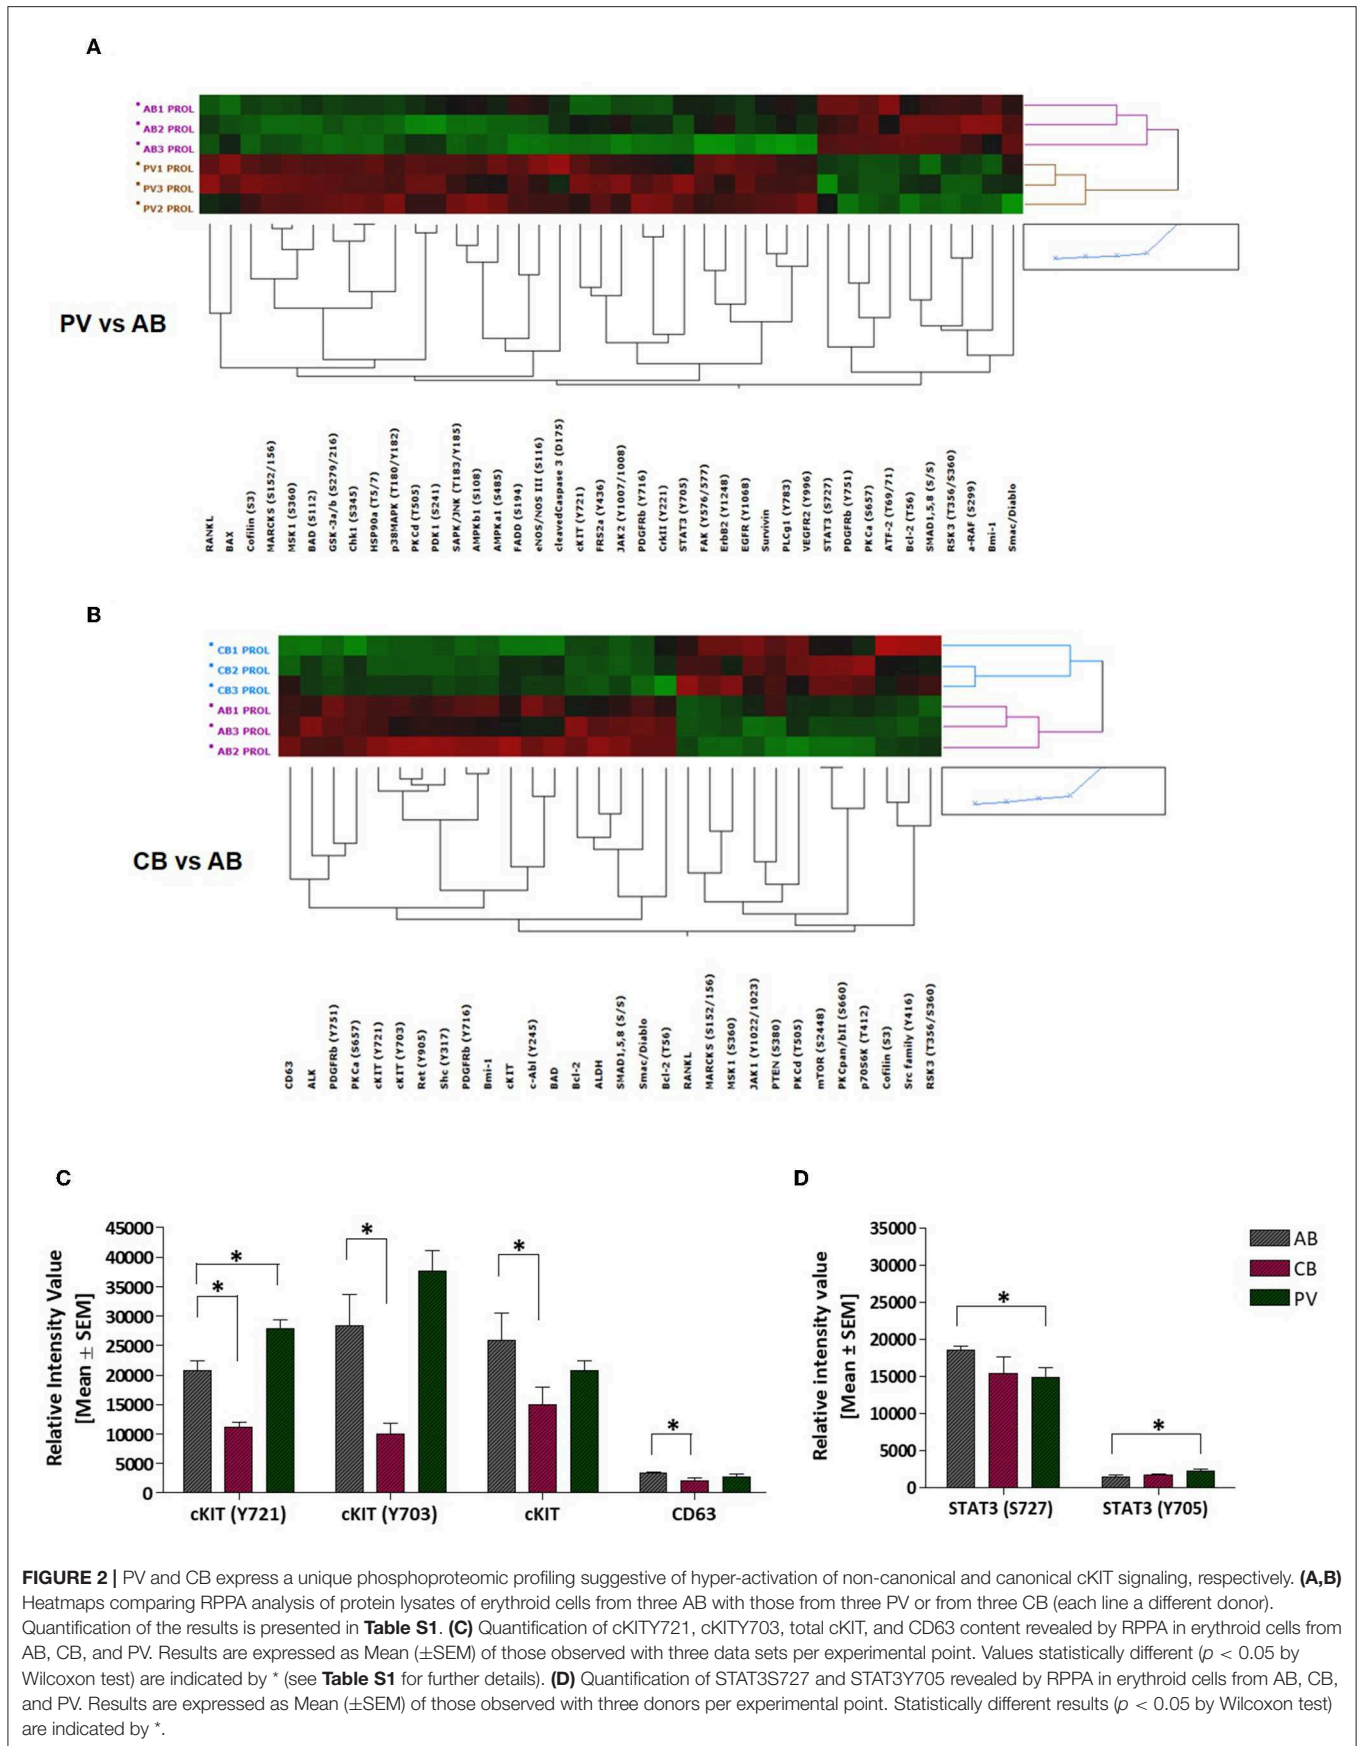 A
AB1 PROL
AB2 PROL
AB3 PROL
PV1 PROL
PV3 PROL
PV2 PROL
PV vs AB
RANKL
BAX
Cofilin (S3)
MARCKS (S152/156)
MSK1 (S360)
BAD (S112)
GSK-3a/b (S279/216)
Chk1 (S345)
HSP90a (T5/7)
p38MAPK (T180/Y182)
PKCd (T505)
PDK1 (S241)
SAPK/JNK (T183/Y185)
AMPKb1 (S108)
AMPKa1 (S485)
FADD (S194)
eNOS/NOS III (S116)
cleavedCaspase 3 (D175)
cKIT (Y721)
FRS2a (Y436)
JAK2 (Y1007/1008)
PDGFRb (Y716)
CrkII (Y221)
STAT3 (Y705)
FAK (Y576/577)
ErbB2 (Y1248)
EGFR (Y1068)
Survivin
PLCg1 (Y783)
VEGFR2 (Y996)
STAT3 (S727)
PDGFRb (Y751)
PKCa (S657)
ATF-2 (T69/71)
Bcl-2 (T56)
SMAD1,5,8 (S/S)
RSK3 (T356/S360)
a-RAF (S299)
Bmi-1
Smac/Diablo
B
CB1 PROL
CB2 PROL
CB3 PROL
AB1 PROL
AB3 PROL
AB2 PROL
CB vs AB
CD63
ALK
PDGFRb (Y751)
PKCa (S657)
cKIT (Y721)
cKIT (Y703)
Ret (Y905)
Shc (Y317)
PDGFRb (Y716)
Bmi-1
cKIT
c-Abl (Y245)
BAD
Bcl-2
ALDH
SMAD1,5,8 (S/S)
Smac/Diablo
Bcl-2 (T56)
RANKL
MARCKS (S152/156)
MSK1 (S360)
JAK1 (Y1022/1023)
PTEN (S380)
PKCd (T505)
mTOR (S2448)
PKCpan/bII (S660)
p70S6K (T412)
Cofilin (S3)
Src family (Y416)
RSK3 (T356/S360)
C
Relative Intensity Value
[Mean ± SEM]
45000
40000
35000
30000
25000
20000
15000
10000
5000
0
*
*
*
*
*
cKIT (Y721)
cKIT (Y703)
cKIT
CD63
D
Relative intensity value
[Mean ± SEM]
35000
30000
25000
20000
15000
10000
5000
0
*
*
STAT3 (S727)
STAT3 (Y705)
AB
CB
PV
FIGURE 2 | PV and CB express a unique phosphoproteomic profiling suggestive of hyper-activation of non-canonical and canonical cKIT signaling, respectively. (A,B)
Heatmaps comparing RPPA analysis of protein lysates of erythroid cells from three AB with those from three PV or from three CB (each line a different donor).
Quantification of the results is presented in Table S1. (C) Quantification of cKITY721, cKITY703, total cKIT, and CD63 content revealed by RPPA in erythroid cells from
AB, CB, and PV. Results are expressed as Mean (±SEM) of those observed with three data sets per experimental point. Values statistically different (p < 0.05 by
Wilcoxon test) are indicated by * (see Table S1 for further details). (D) Quantification of STAT3S727 and STAT3Y705 revealed by RPPA in erythroid cells from AB, CB,
and PV. Results are expressed as Mean (±SEM) of those observed with three donors per experimental point. Statistically different results (p < 0.05 by Wilcoxon test)
are indicated by *.